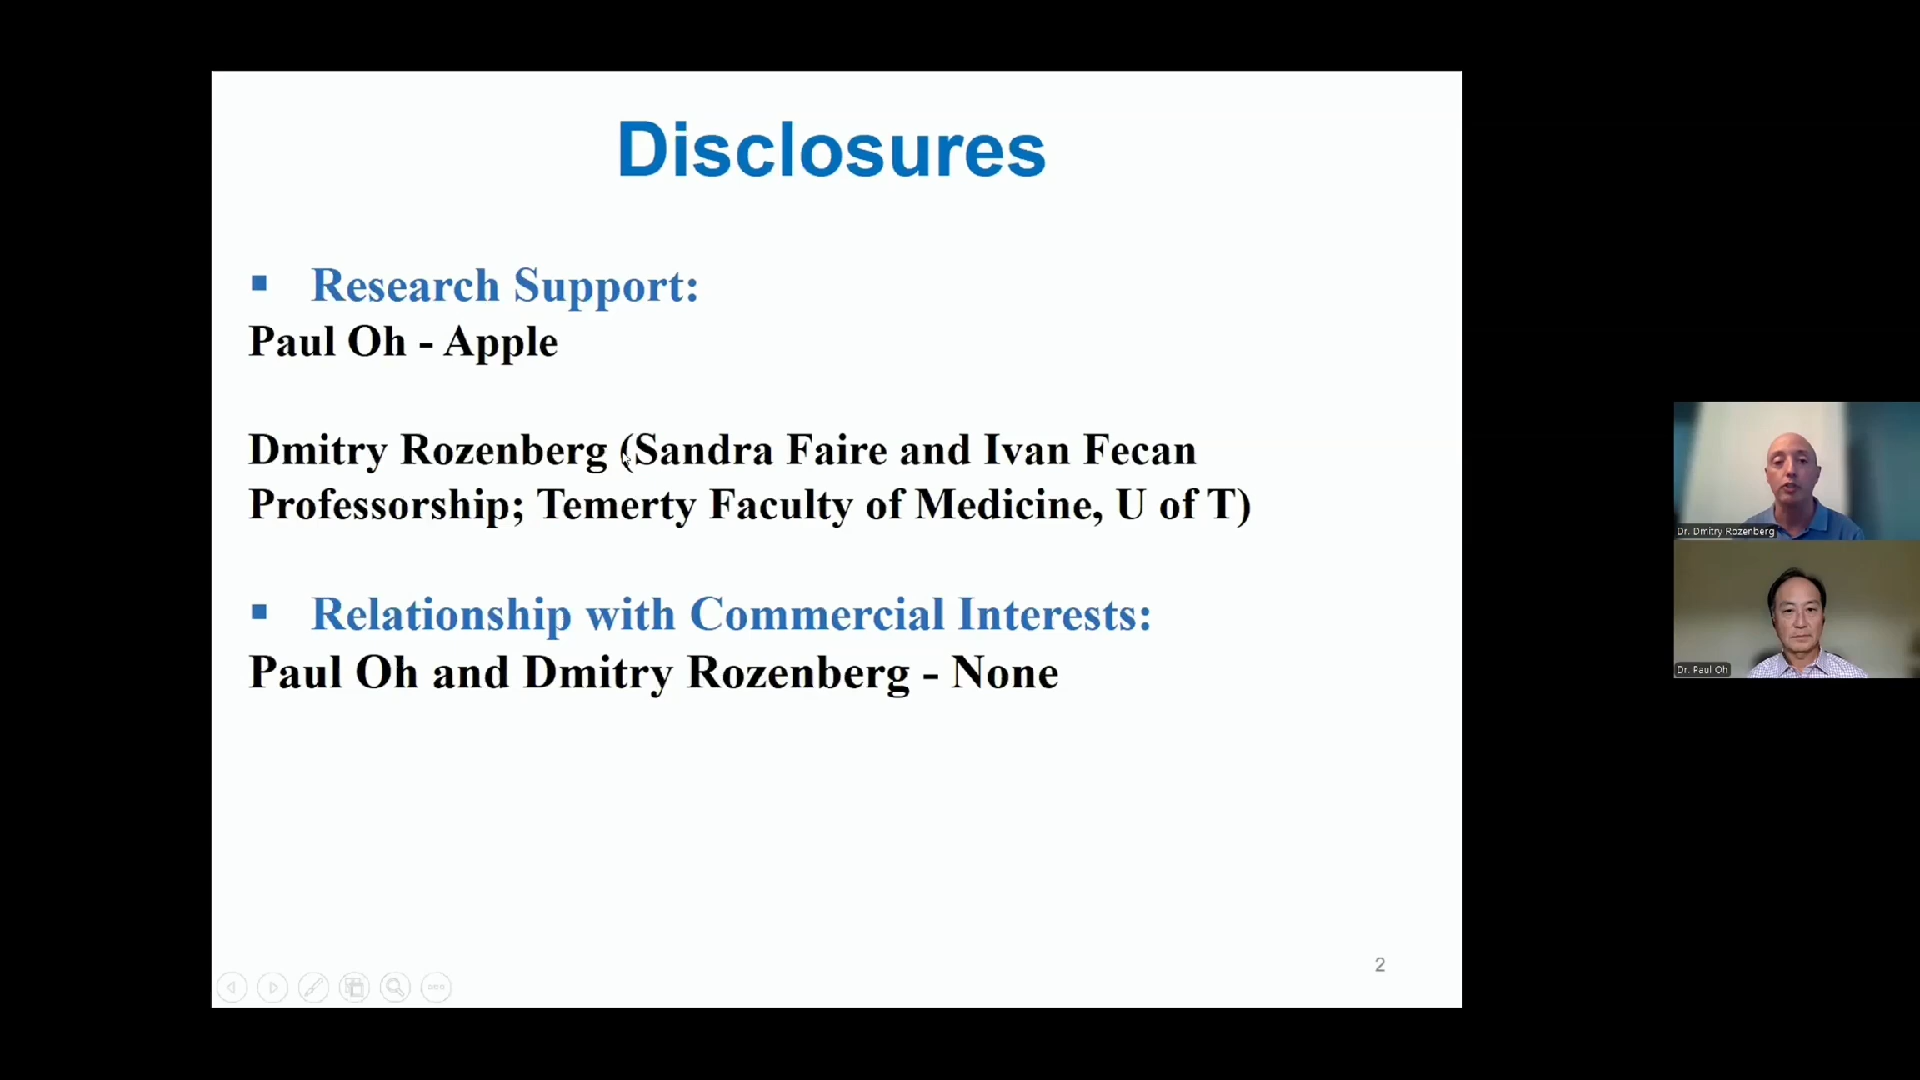 Disclosures
▪ Research Support:
Paul Oh - Apple
Dmitry Rozenberg (Sandra Faire and Ivan Fecan
Professorship; Temerty Faculty of Medicine, U of T)
▪ Relationship with Commercial Interests:
Paul Oh and Dmitry Rozenberg - None
2
Dr. Dmitry Rozenberg
Dr. Paul Oh